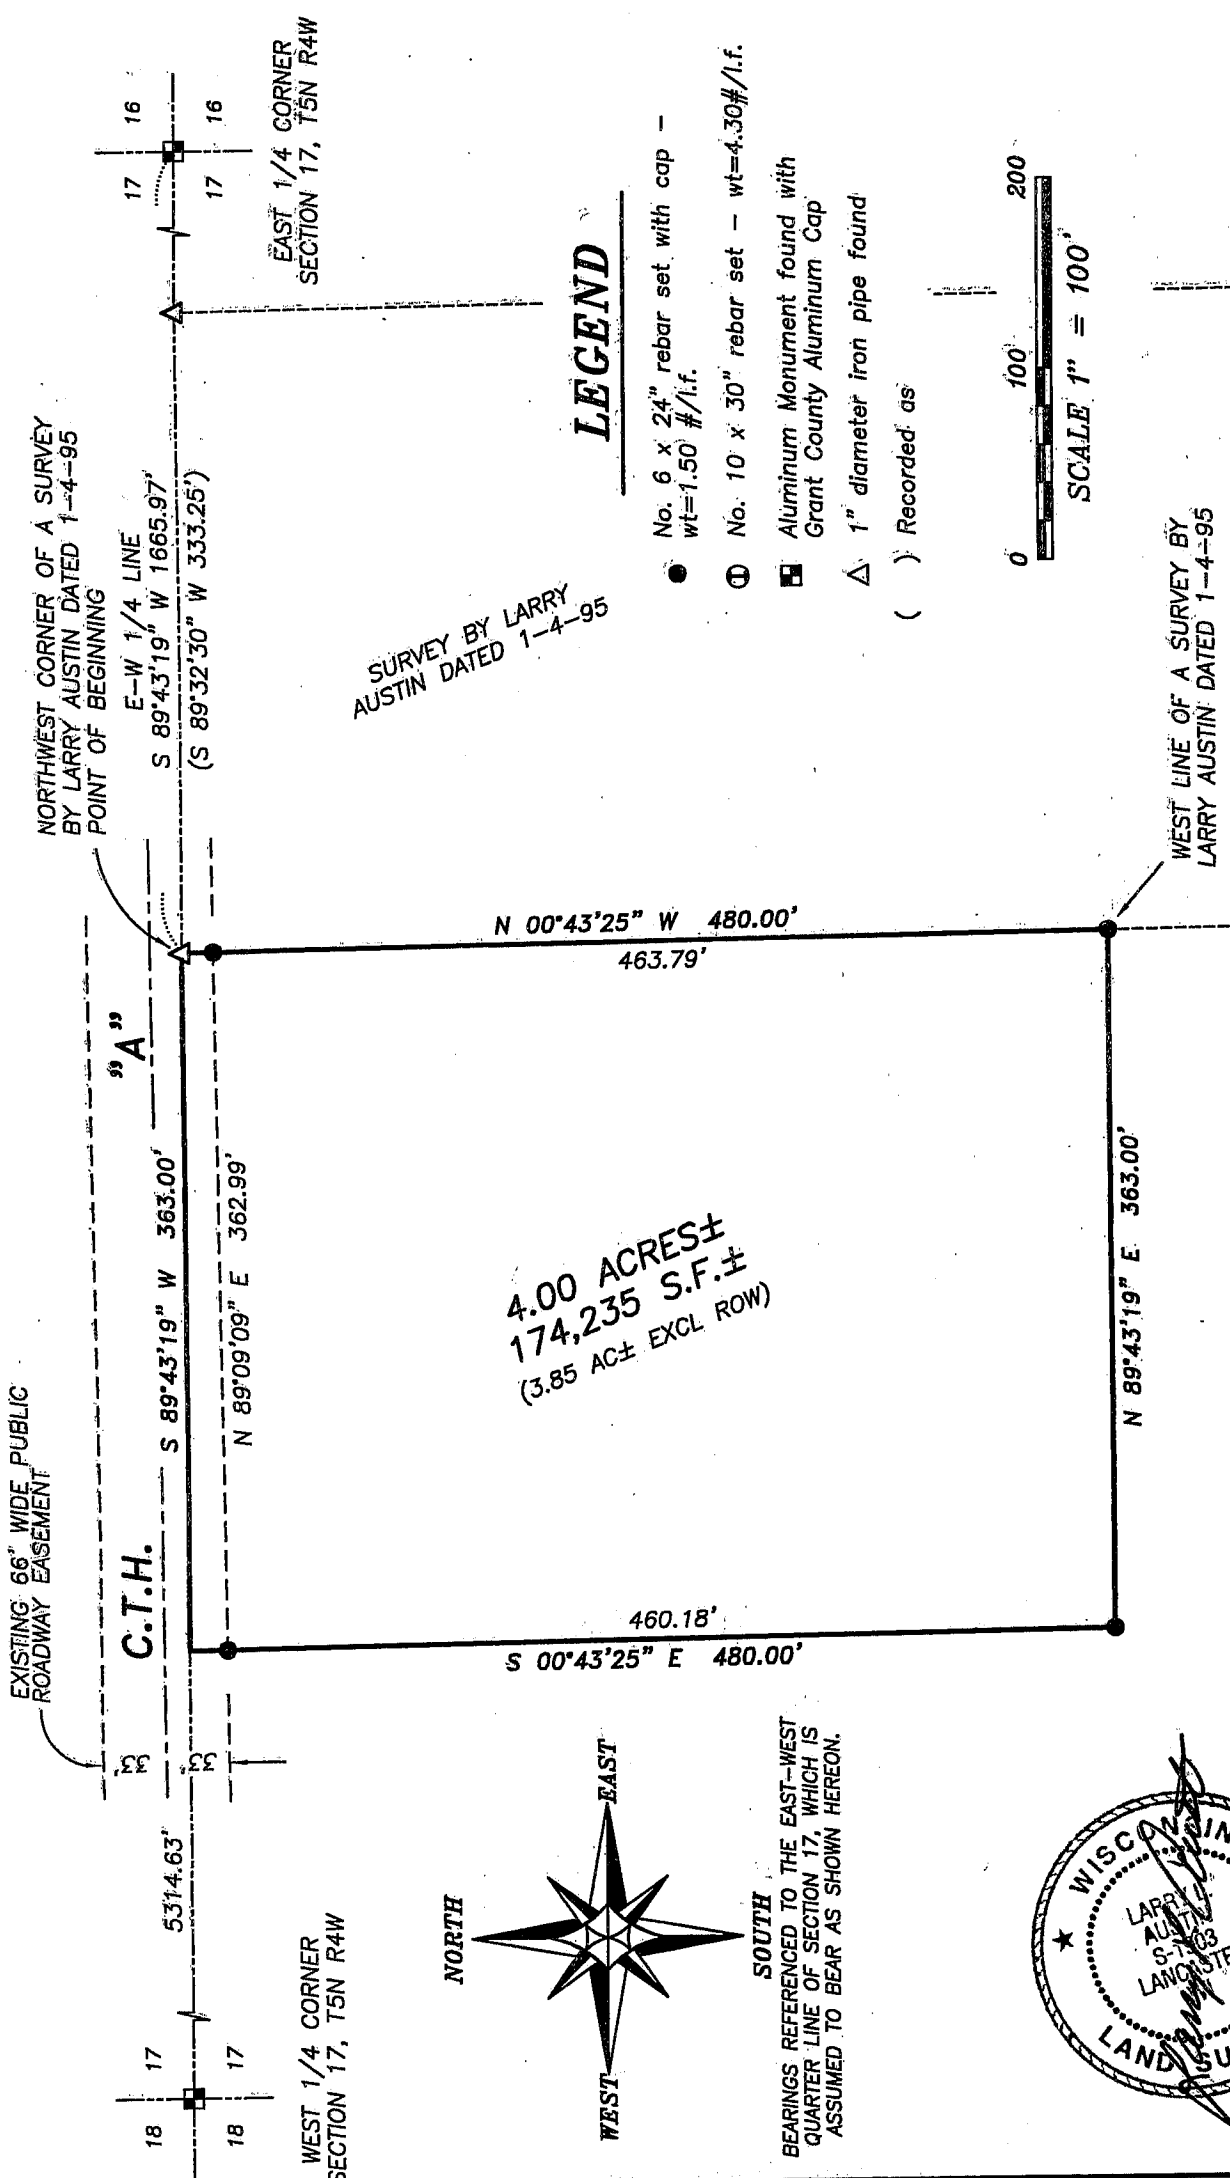 EXISTING 66' WIDE PUBLIC
ROADWAY EASEMENT
NORTHWEST CORNER OF A SURVEY
BY LARRY AUSTIN DATED 1-4-95
POINT OF BEGINNING
18 17
18 17
WEST 1/4 CORNER
SECTION 17, T5N R4W
5314.63'
33'
33'
C.T.H. "A"
S 89°43'19" W 363.00'
N 89°09'09" E 362.99'
E-W 1/4 LINE
S 89°43'19" W 1665.97'
(S 89°32'30" W 333.25')
17 16
17 16
EAST 1/4 CORNER
SECTION 17, T5N R4W
SURVEY BY LARRY
AUSTIN DATED 1-4-95
NORTH
WEST
EAST
SOUTH
460.18'
S 00°43'25" E 480.00'
N 00°43'25" W 480.00'
463.79'
4.00 ACRES±
174,235 S.F.±
(3.85 AC± EXCL ROW)
LEGEND
No. 6 x 24" rebar set with cap -
wt=1.50 #/l.f.
No. 10 x 30" rebar set - wt=4.30#/l.f.
Aluminum Monument found with
Grant County Aluminum Cap
1" diameter iron pipe found
( ) Recorded as
BEARINGS REFERENCED TO THE EAST-WEST
QUARTER LINE OF SECTION 17, WHICH IS
ASSUMED TO BEAR AS SHOWN HEREON.
0 100 200
SCALE 1" = 100'
N 89°43'19" E 363.00'
WEST LINE OF A SURVEY BY
LARRY AUSTIN DATED 1-4-95
WISCONSIN
LARRY
LAND SU